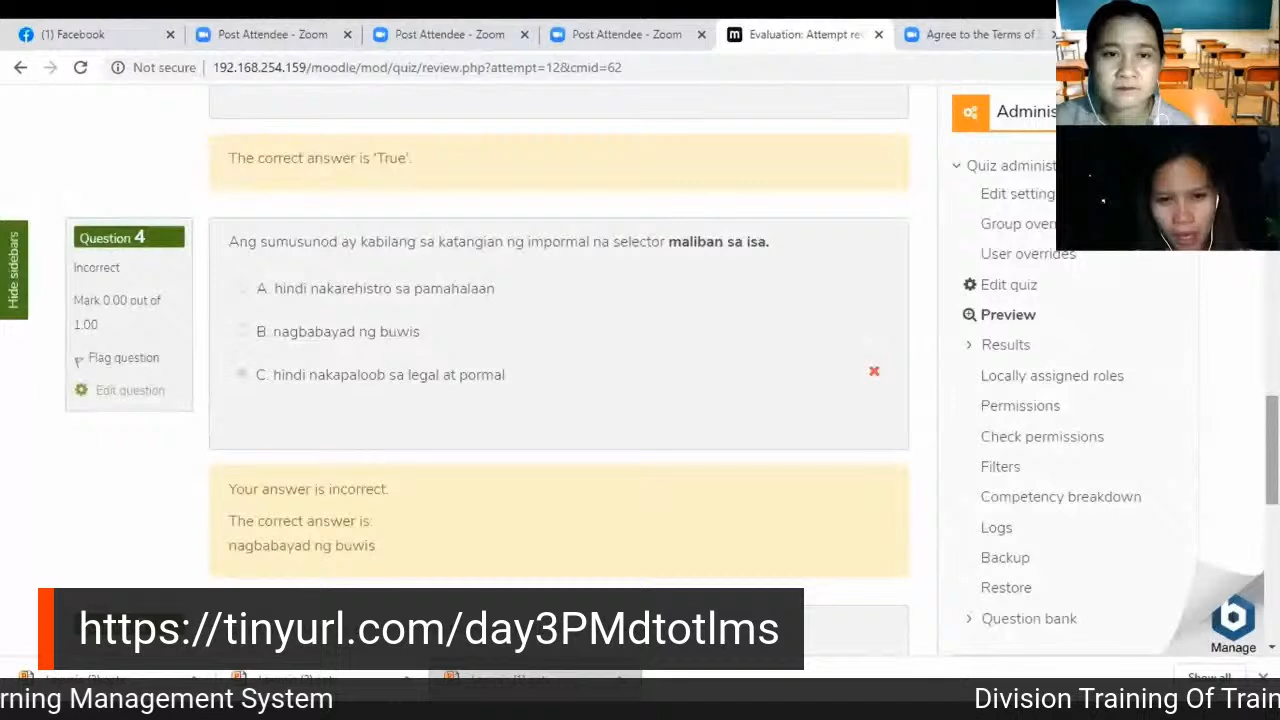 (1) Facebook
Post Attendee - Zoom
Post Attendee - Zoom
Post Attendee - Zoom
Evaluation: Attempt re
Agree to the Terms of
Not secure
192.168.254.159/moodle/mod/quiz/review.php?attempt=12&cmid=62
The correct answer is 'True'.
Hide sidebars
Question 4
Incorrect
Mark 0.00 out of
1.00
Flag question
Edit question
Ang sumusunod ay kabilang sa katangian ng impormal na selector maliban sa isa.
A. hindi nakarehistro sa pamahalaan
B. nagbabayad ng buwis
C. hindi nakapaloob sa legal at pormal
Your answer is incorrect.
The correct answer is:
nagbabayad ng buwis
Adminis
Quiz administ
Edit setting
Group over
User overrides
Edit quiz
Preview
Results
Locally assigned roles
Permissions
Check permissions
Filters
Competency breakdown
Logs
Backup
Restore
Question bank
Manage
https://tinyurl.com/day3PMdtotlms
Show all
rning Management System
Division Training Of Train